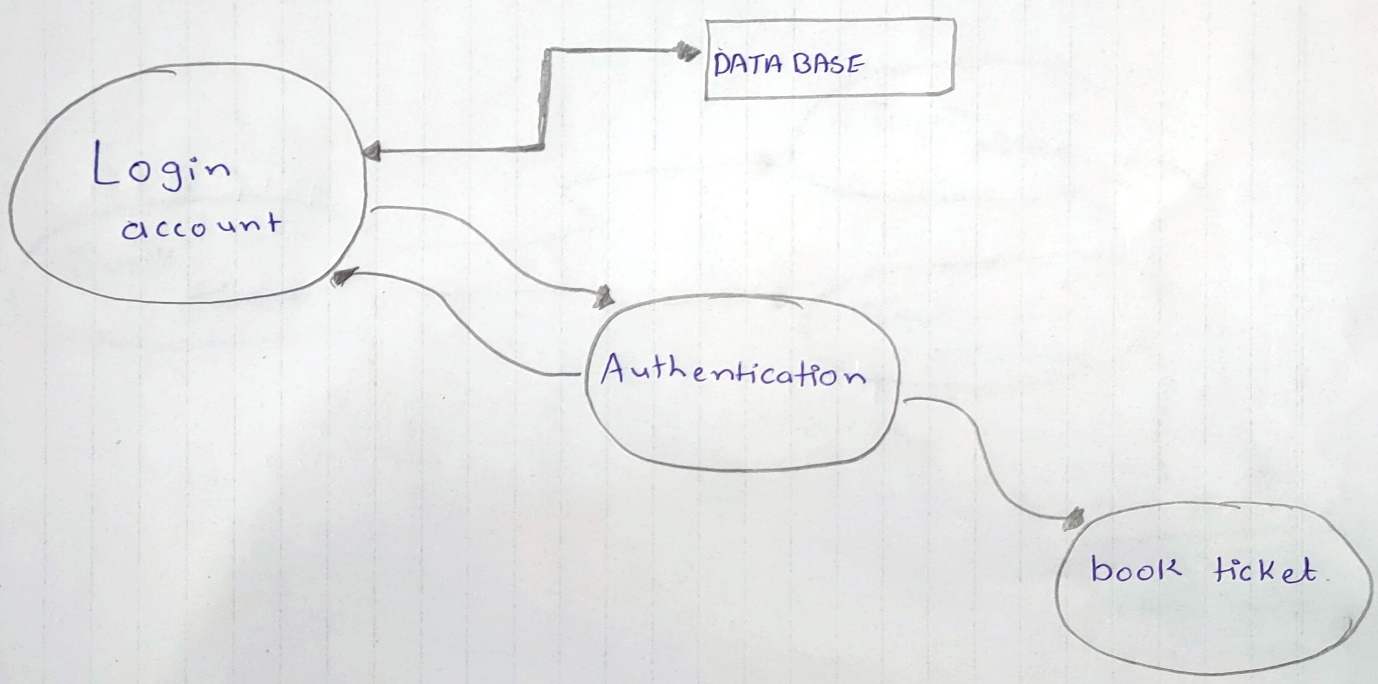 DATA BASE
Login
account
Authentication
book ticket.